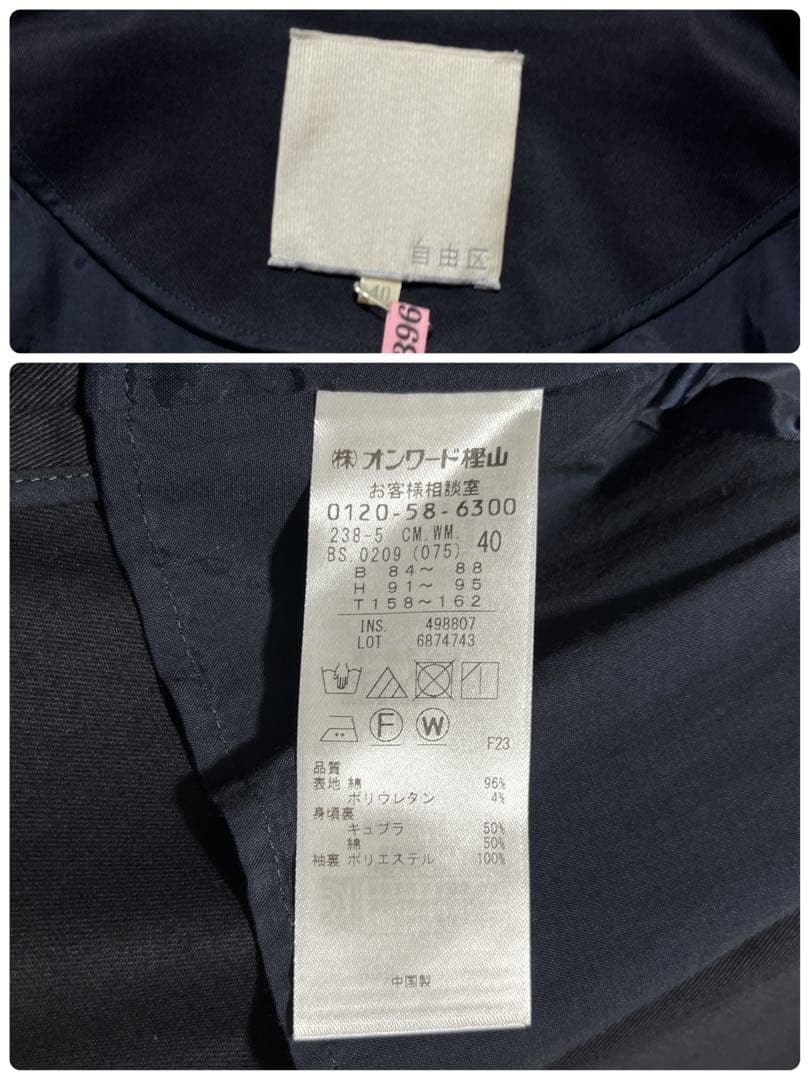 自由区
40
396
(株)オンワード樫山
お客様相談室
0120-58-6300
238-5 CM.WM.
BS.0209 (075) 40
B 84～ 88
H 91～ 95
T158～162
INS. 498807
LOT 6874743
F W
F23
品質
表地 綿 96%
ポリウレタン 4%
身頃裏
キュプラ 50%
綿 50%
袖裏 ポリエステル 100%
中国製